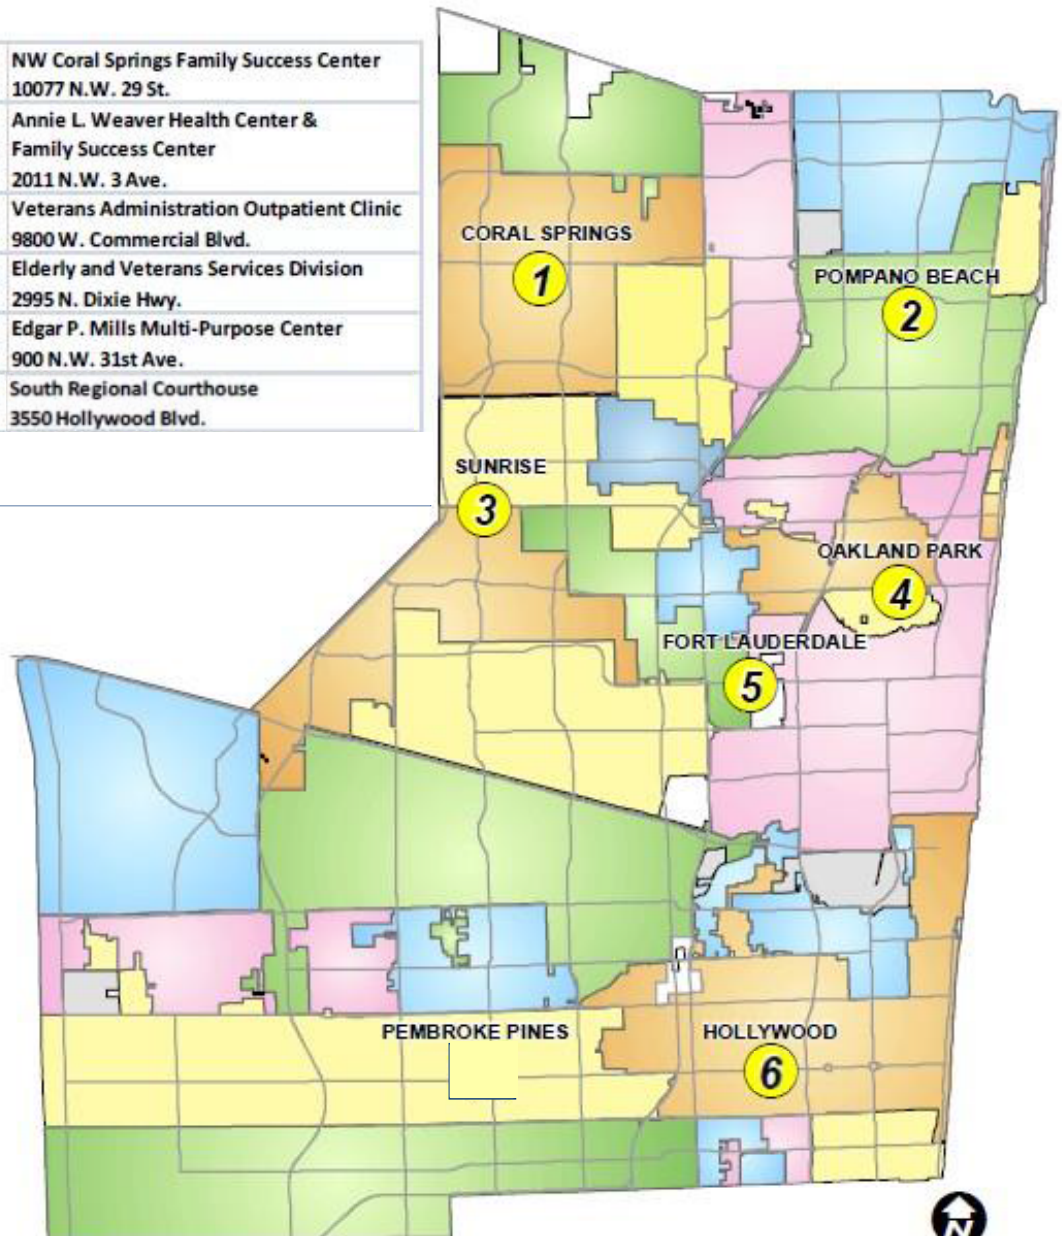 NW Coral Springs Family Success Center
10077 N.W. 29 St.
Annie L. Weaver Health Center &
Family Success Center
2011 N.W. 3 Ave.
Veterans Administration Outpatient Clinic
9800 W. Commercial Blvd.
Elderly and Veterans Services Division
2995 N. Dixie Hwy.
Edgar P. Mills Multi-Purpose Center
900 N.W. 31st Ave.
South Regional Courthouse
3550 Hollywood Blvd.
CORAL SPRINGS
1
POMPANO BEACH
2
SUNRISE
3
OAKLAND PARK
4
FORT LAUDERDALE
5
PEMBROKE PINES
HOLLYWOOD
6
N